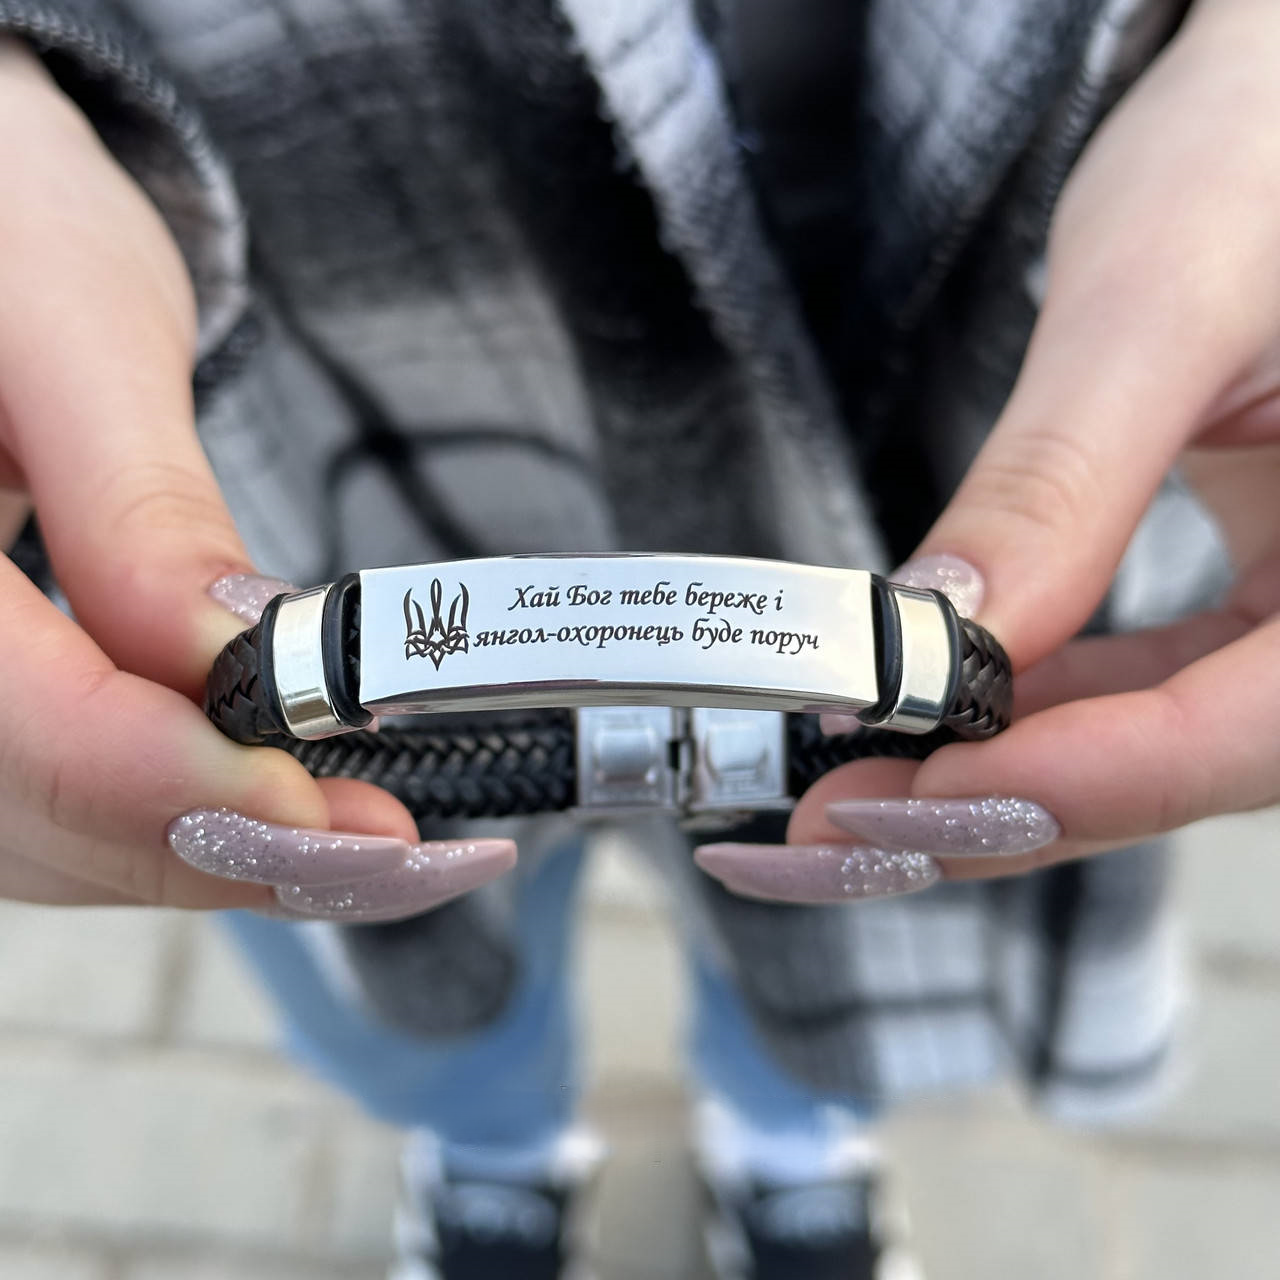 Хай Бог тебе береже і
янгол-охоронець буде поруч